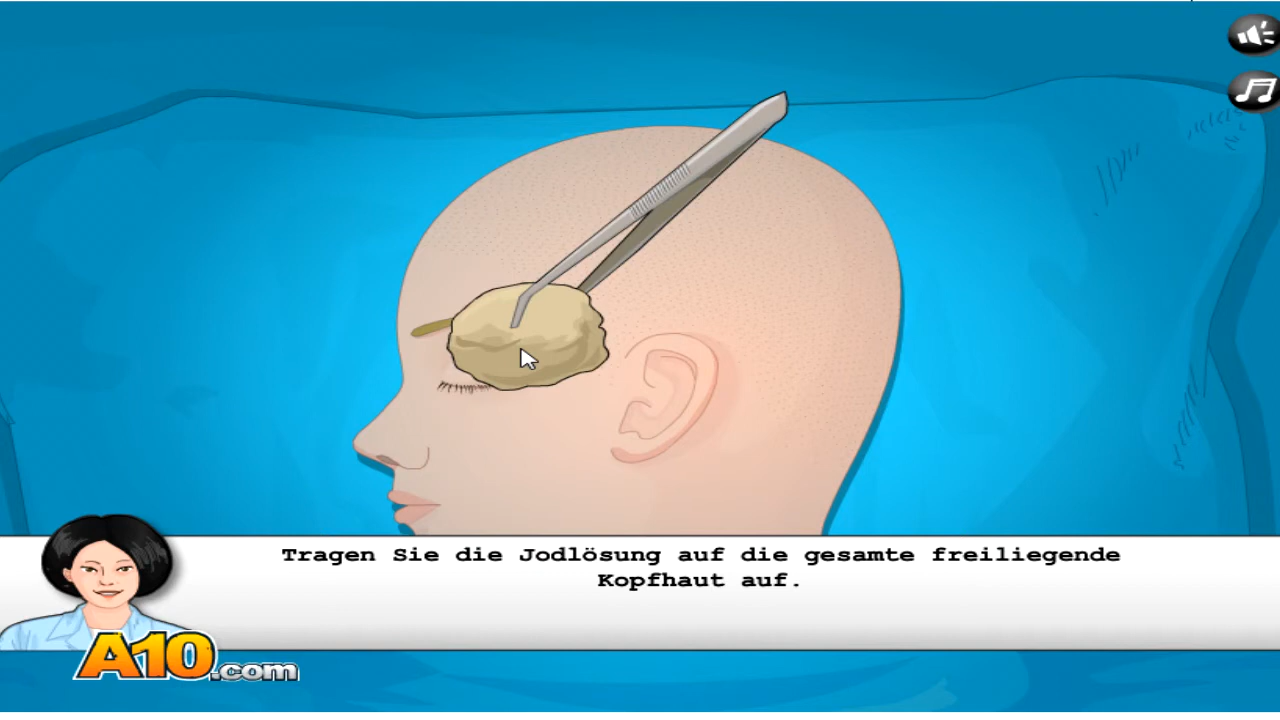 Tragen Sie die Jodlösung auf die gesamte freiliegende
Kopfhaut auf.
A10.com